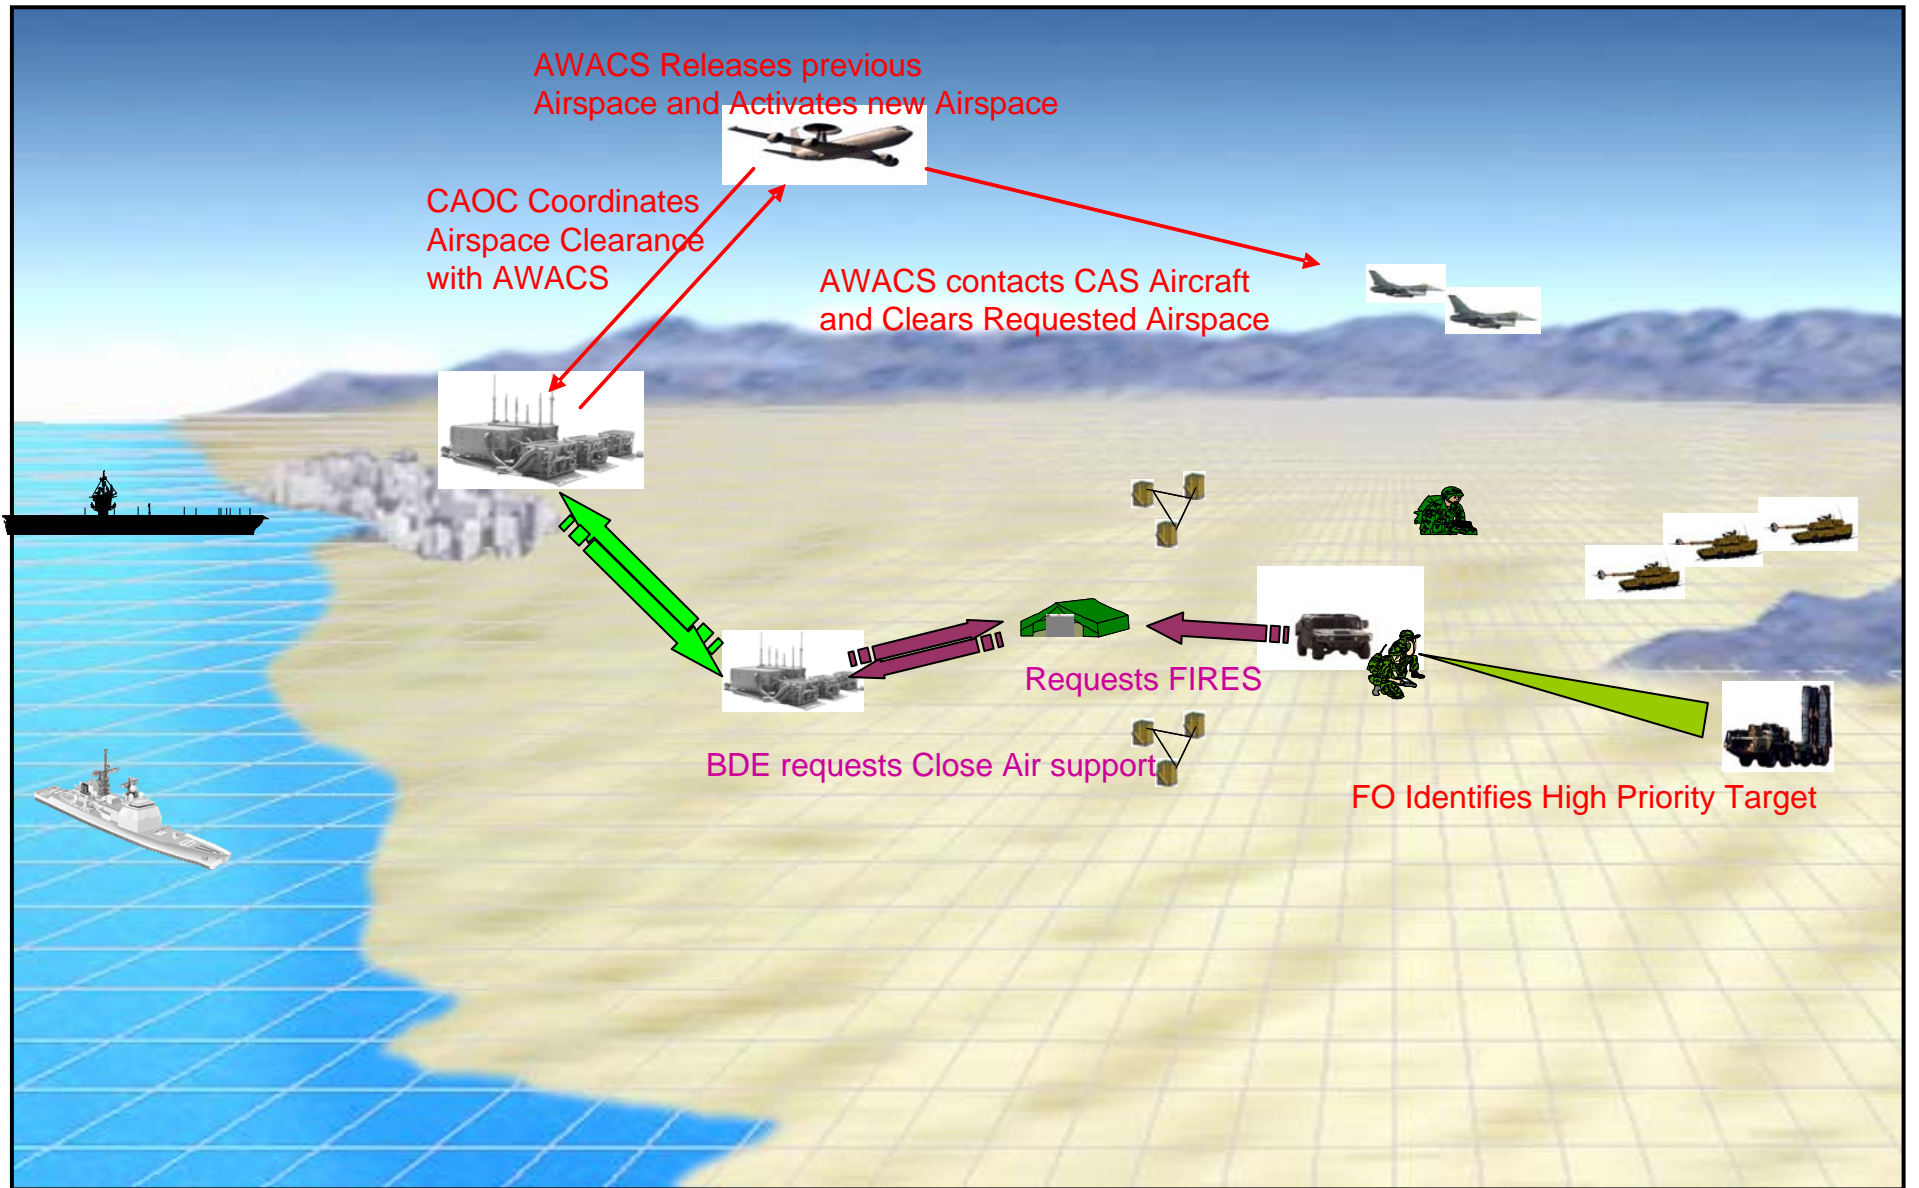 AWACS Releases previous
Airspace and Activates new Airspace
CAOC Coordinates
Airspace Clearance
with AWACS
AWACS contacts CAS Aircraft
and Clears Requested Airspace
Requests FIRES
BDE requests Close Air support
FO Identifies High Priority Target